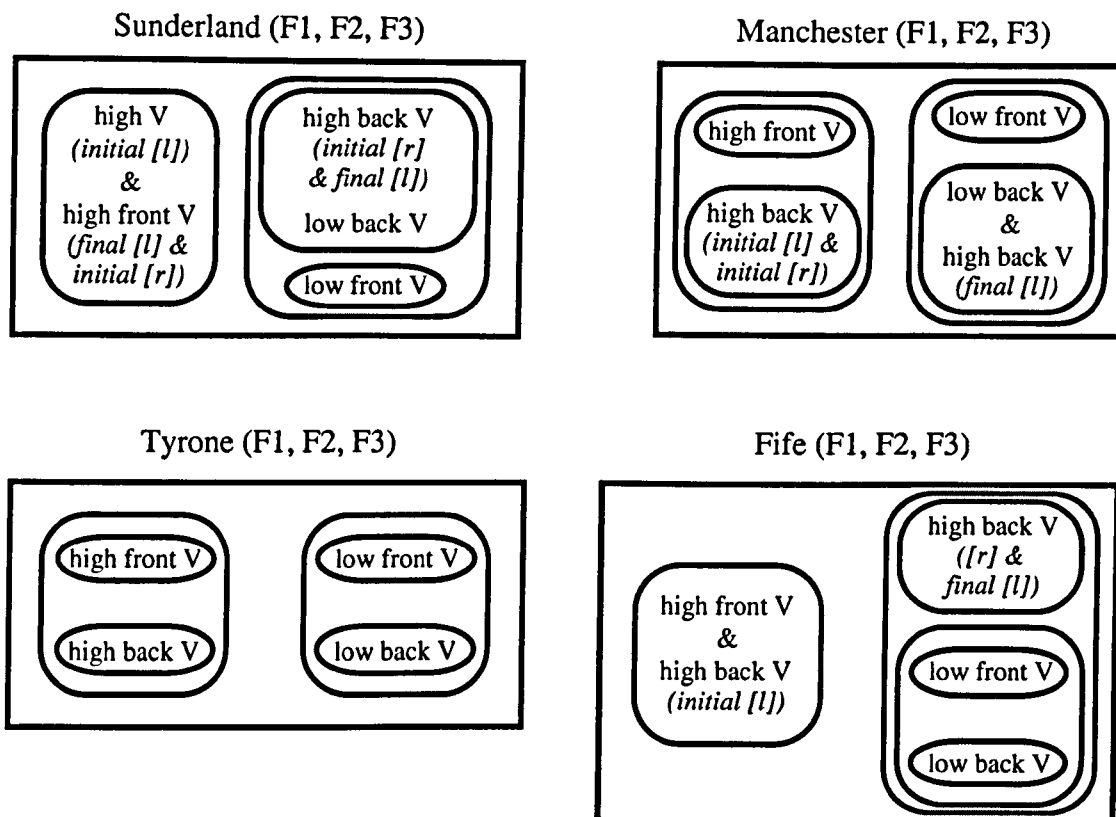 Sunderland (F1, F2, F3)
high V
(initial [l])
&
high front V
(final [l] &
initial [r])
high back V
(initial [r]
& final [l])
low back V
low front V
Manchester (F1, F2, F3)
high front V
high back V
(initial [l] &
initial [r])
low front V
low back V
&
high back V
(final [l])
Tyrone (F1, F2, F3)
high front V
high back V
low front V
low back V
Fife (F1, F2, F3)
high front V
&
high back V
(initial [l])
high back V
([r] &
final [l])
low front V
low back V